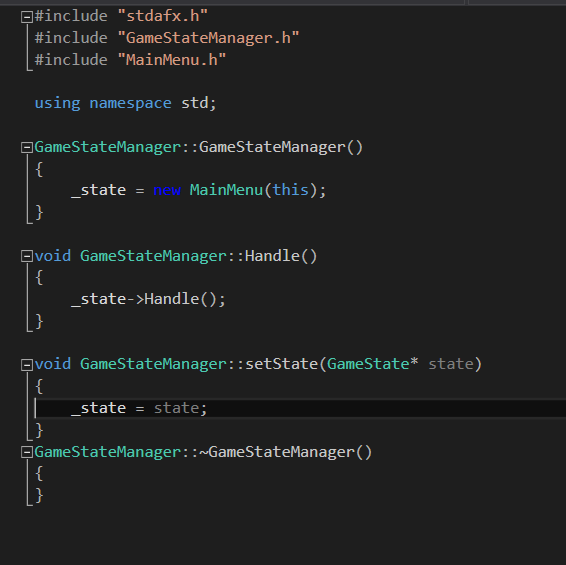 #include "stdafx.h"
#include "GameStateManager.h"
#include "MainMenu.h"
using namespace std;
GameStateManager::GameStateManager()
{
_state = new MainMenu(this);
}
void GameStateManager::Handle()
{
_state->Handle();
}
void GameStateManager::setState(GameState* state)
{
_state = state;
}
GameStateManager::~GameStateManager()
{
}